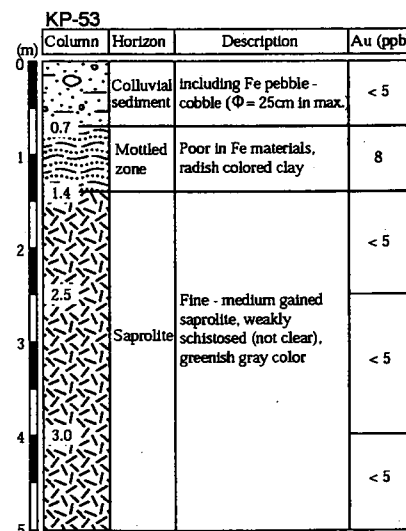 KP-53
(m) Column Horizon Description Au (ppb
0
Colluvial sediment including Fe pebble - cobble (Φ = 25cm in max. < 5
0.7
1 Mottled zone Poor in Fe materials, radish colored clay 8
1.4
< 5
2
2.5
Saprolite Fine - medium gained saprolite, weakly schistosed (not clear), greenish gray color
3
< 5
4 3.0
< 5
5